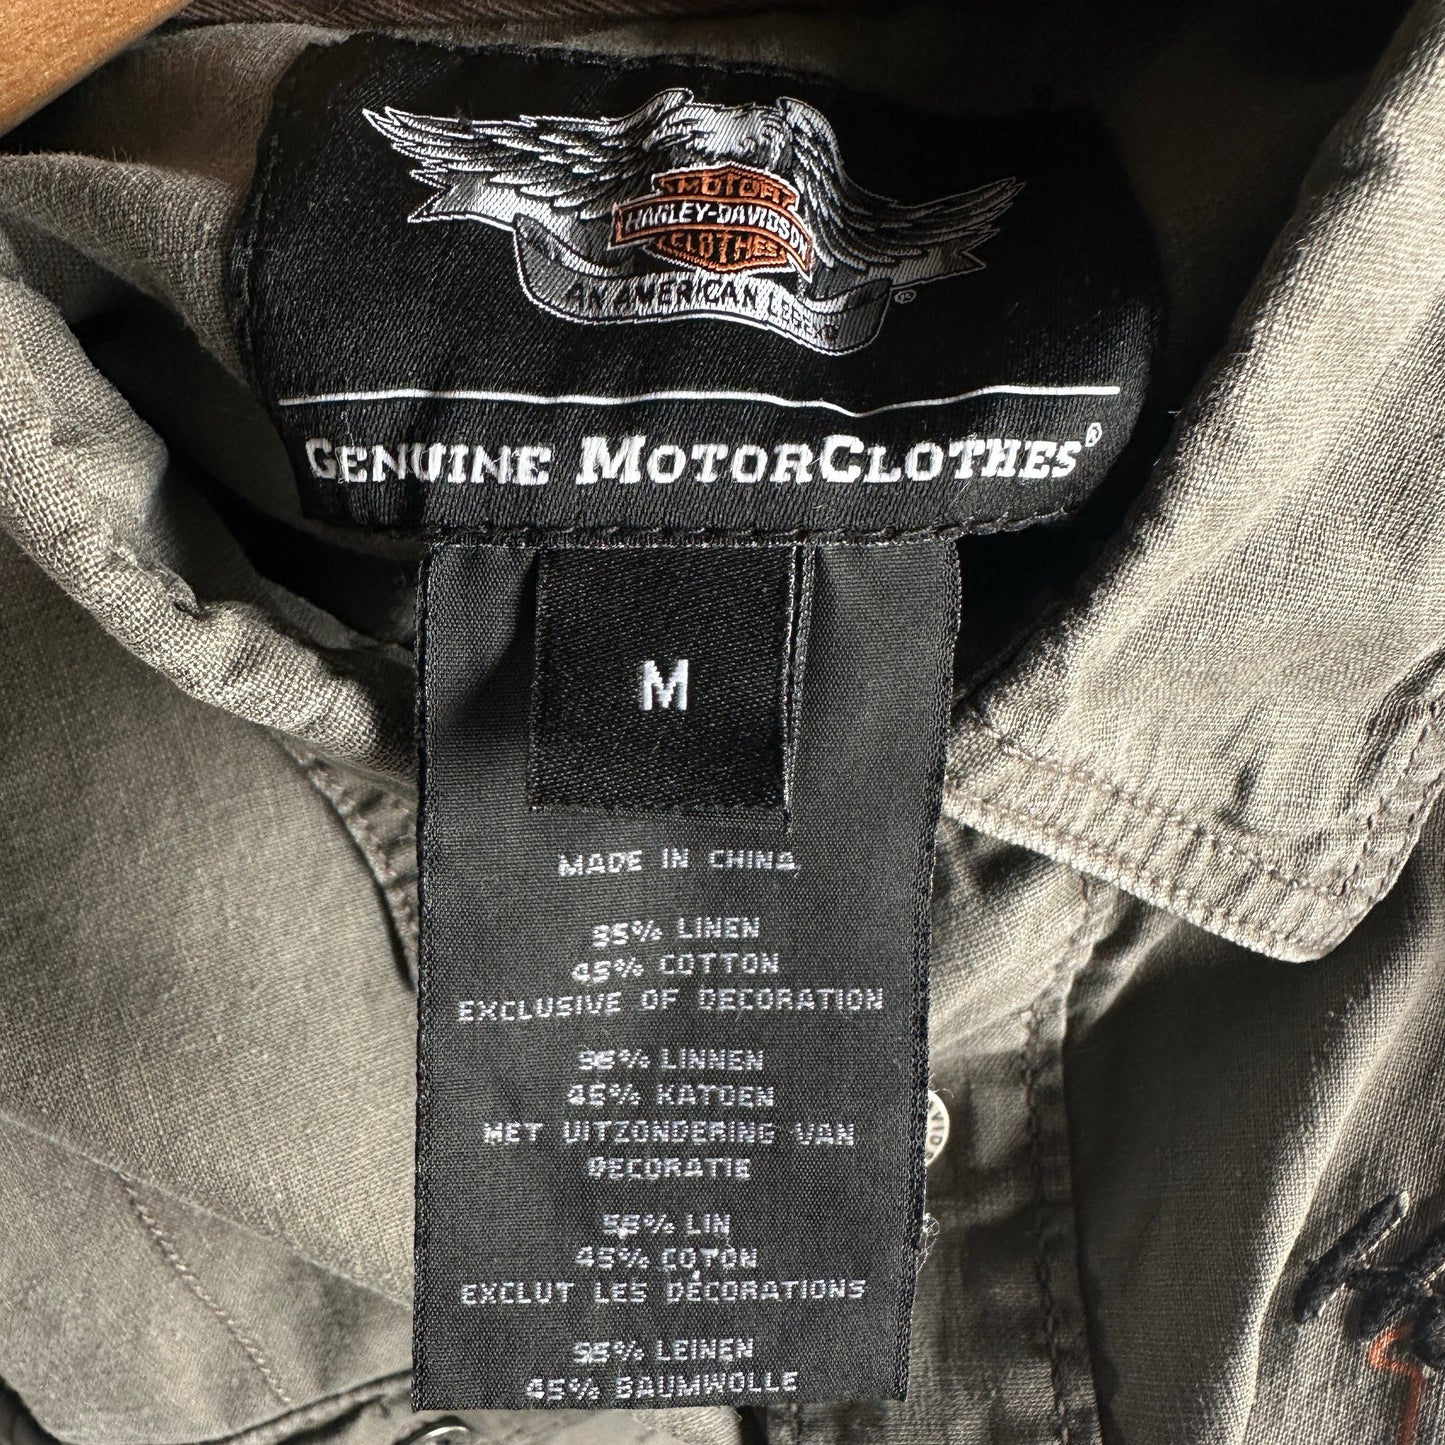 MOTOR
HARLEY-DAVIDSON
CLOTHES
AN AMERICAN LEGEND
®
GENUINE MOTORCLOTHES®
M
MADE IN CHINA
55% LINEN
45% COTTON
EXCLUSIVE OF DECORATION
55% LINNEN
45% KATOEN
MET UITZONDERING VAN
DECORATIE
55% LIN
45% COTON
EXCLUT LES DÉCORATIONS
55% LEINEN
45% BAUMWOLLE